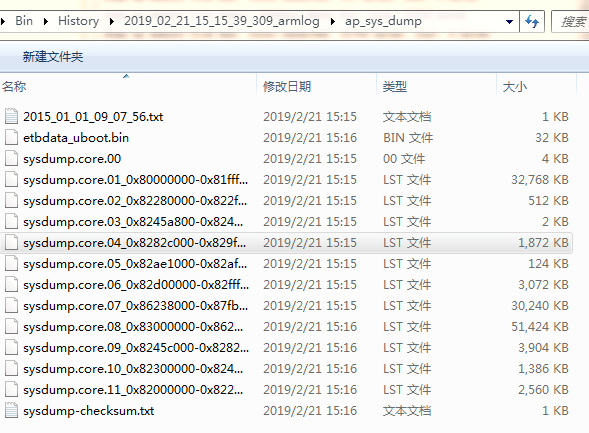 Bin ▸ History ▸ 2019_02_21_15_15_39_309_armlog ▸ ap_sys_dump 搜索
新建文件夹
名称 修改日期 类型 大小
2015_01_01_09_07_56.txt 2019/2/21 15:15 文本文档 1 KB
etbdata_uboot.bin 2019/2/21 15:16 BIN 文件 32 KB
sysdump.core.00 2019/2/21 15:15 00 文件 4 KB
sysdump.core.01_0x80000000-0x81fff... 2019/2/21 15:15 LST 文件 32,768 KB
sysdump.core.02_0x82280000-0x822f... 2019/2/21 15:15 LST 文件 512 KB
sysdump.core.03_0x8245a800-0x824... 2019/2/21 15:15 LST 文件 2 KB
sysdump.core.04_0x8282c000-0x829f... 2019/2/21 15:15 LST 文件 1,872 KB
sysdump.core.05_0x82ae1000-0x82af... 2019/2/21 15:15 LST 文件 124 KB
sysdump.core.06_0x82d00000-0x82fff... 2019/2/21 15:15 LST 文件 3,072 KB
sysdump.core.07_0x86238000-0x87fb... 2019/2/21 15:15 LST 文件 30,240 KB
sysdump.core.08_0x83000000-0x862... 2019/2/21 15:16 LST 文件 51,424 KB
sysdump.core.09_0x8245c000-0x8282... 2019/2/21 15:16 LST 文件 3,904 KB
sysdump.core.10_0x82300000-0x824... 2019/2/21 15:16 LST 文件 1,386 KB
sysdump.core.11_0x82000000-0x822... 2019/2/21 15:16 LST 文件 2,560 KB
sysdump-checksum.txt 2019/2/21 15:16 文本文档 1 KB